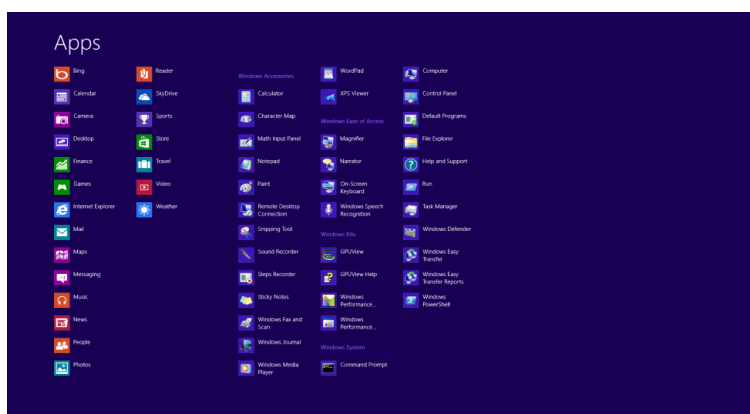 Apps
Bing
Calendar
Camera
Desktop
Finance
Games
Internet Explorer
Mail
Maps
Messaging
Music
News
People
Photos
Reader
SkyDrive
Sports
Store
Travel
Video
Weather
Windows Accessories
Calculator
Character Map
Math Input Panel
Notepad
Paint
Remote Desktop
Connection
Snipping Tool
Sound Recorder
Steps Recorder
Sticky Notes
Windows Fax and
Scan
Windows Journal
Windows Media
Player
WordPad
XPS Viewer
Windows Ease of Access
Magnifier
Narrator
On-Screen
Keyboard
Windows Speech
Recognition
Windows Kits
GPUView
GPUView Help
Windows
Performance...
Windows
Performance...
Windows System
Command Prompt
Computer
Control Panel
Default Programs
File Explorer
Help and Support
Run
Task Manager
Windows Defender
Windows Easy
Transfer
Windows Easy
Transfer Reports
Windows
PowerShell